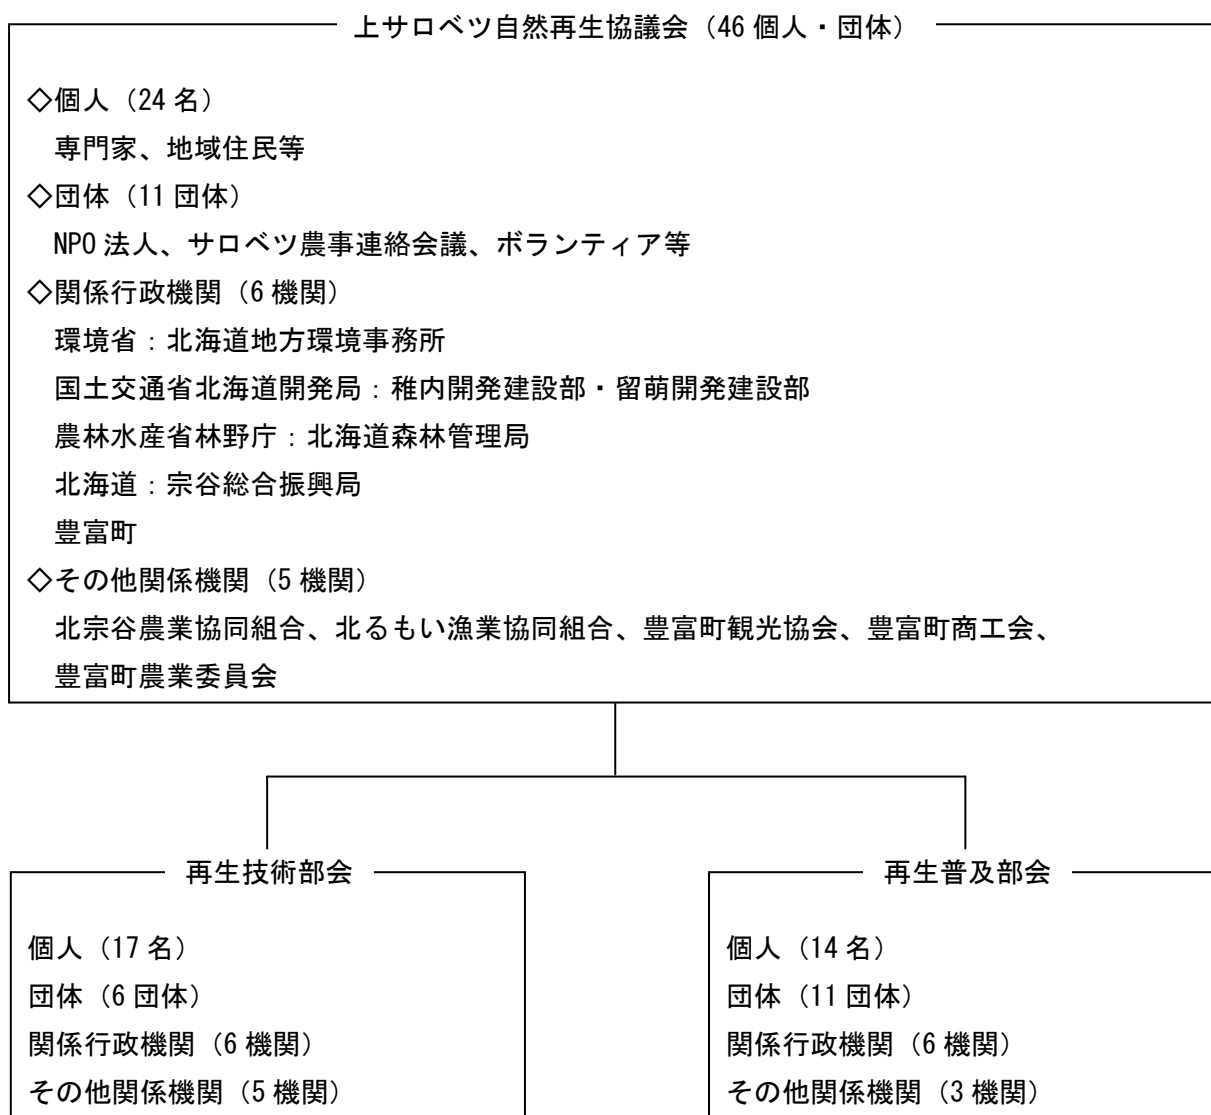 上サロベツ自然再生協議会（46 個人・団体）
◇個人（24 名）
専門家、地域住民等
◇団体（11 団体）
NPO 法人、サロベツ農事連絡会議、ボランティア等
◇関係行政機関（6 機関）
環境省：北海道地方環境事務所
国土交通省北海道開発局：稚内開発建設部・留萌開発建設部
農林水産省林野庁：北海道森林管理局
北海道：宗谷総合振興局
豊富町
◇その他関係機関（5 機関）
北宗谷農業協同組合、北るもい漁業協同組合、豊富町観光協会、豊富町商工会、
豊富町農業委員会
再生技術部会
個人（17 名）
団体（6 団体）
関係行政機関（6 機関）
その他関係機関（5 機関）
再生普及部会
個人（14 名）
団体（11 団体）
関係行政機関（6 機関）
その他関係機関（3 機関）